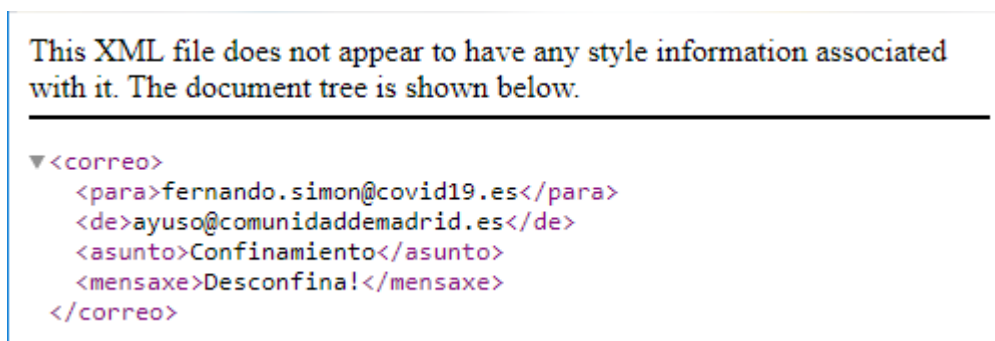 This XML file does not appear to have any style information associated
with it. The document tree is shown below.
▼<correo>
<para>fernando.simon@covid19.es</para>
<de>ayuso@comunidaddemadrid.es</de>
<asunto>Confinamiento</asunto>
<mensaxe>Desconfina!</mensaxe>
</correo>